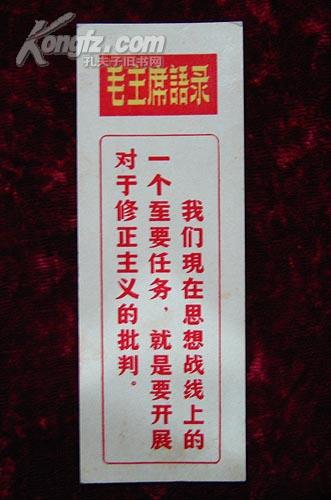 Kongfz.com
孔夫子旧书网
毛主席語录
我们現在思想战线上的
一个至要任务，就是要开展
对于修正主义的批判。